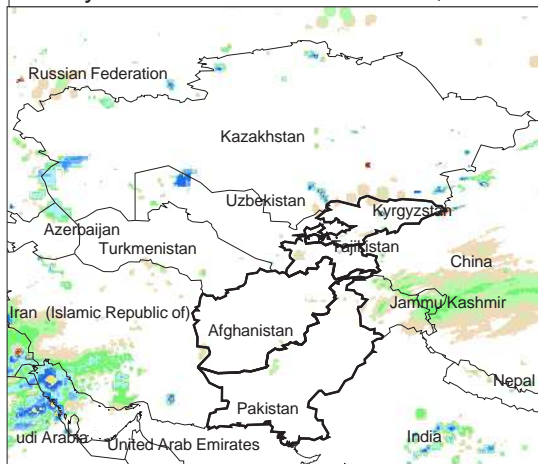 Russian Federation
Kazakhstan
Uzbekistan
Kyrgyzstan
Azerbaijan
Turkmenistan
Tajikistan
China
Iran (Islamic Republic of)
Jammu Kashmir
Afghanistan
Nepal
Pakistan
udi Arabia
United Arab Emirates
India